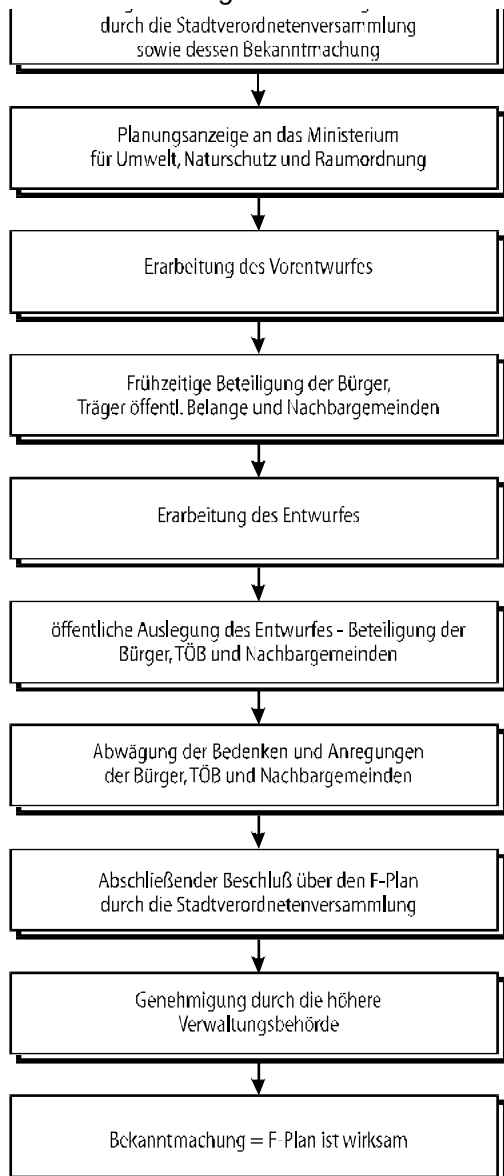 durch die Stadtverordnetenversammlung
sowie dessen Bekanntmachung
Planungsanzeige an das Ministerium
für Umwelt, Naturschutz und Raumordnung
Erarbeitung des Vorentwurfes
Frühzeitige Beteiligung der Bürger,
Träger öffentl. Belange und Nachbargemeinden
Erarbeitung des Entwurfes
öffentliche Auslegung des Entwurfes - Beteiligung der
Bürger, TÖB und Nachbargemeinden
Abwägung der Bedenken und Anregungen
der Bürger, TÖB und Nachbargemeinden
Abschließender Beschluß über den F-Plan
durch die Stadtverordnetenversammlung
Genehmigung durch die höhere
Verwaltungsbehörde
Bekanntmachung = F-Plan ist wirksam